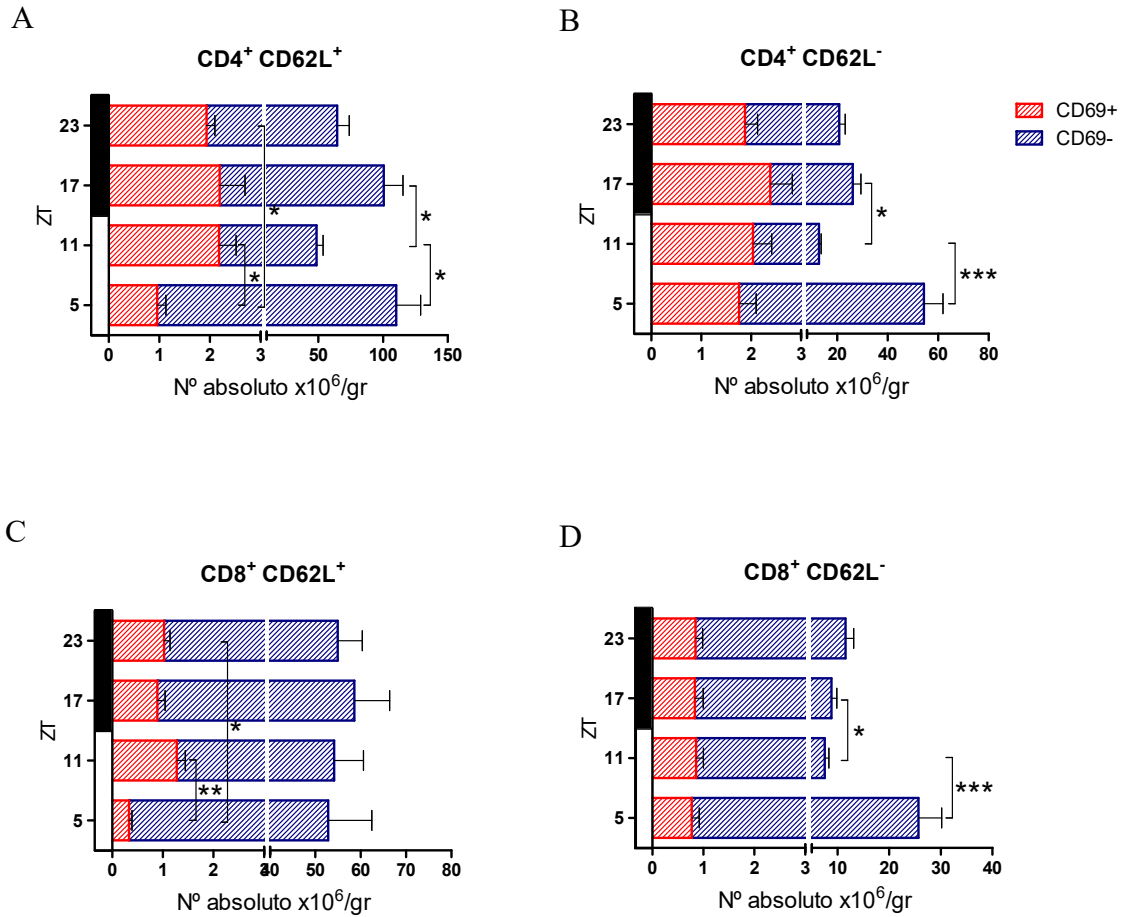 A
CD4⁺ CD62L⁺
23
17
11
5
ZT
*
*
*
*
0 1 2 3 50 100 150
Nº absoluto x10⁶/gr
B
CD4⁺ CD62L⁻
23
17
11
5
ZT
*
***
0 1 2 3 20 40 60 80
Nº absoluto x10⁶/gr
CD69+
CD69-
C
CD8⁺ CD62L⁺
23
17
11
5
ZT
*
**
0 1 2 3 40 50 60 70 80
Nº absoluto x10⁶/gr
D
CD8⁺ CD62L⁻
23
17
11
5
ZT
*
***
0 1 2 3 10 20 30 40
Nº absoluto x10⁶/gr